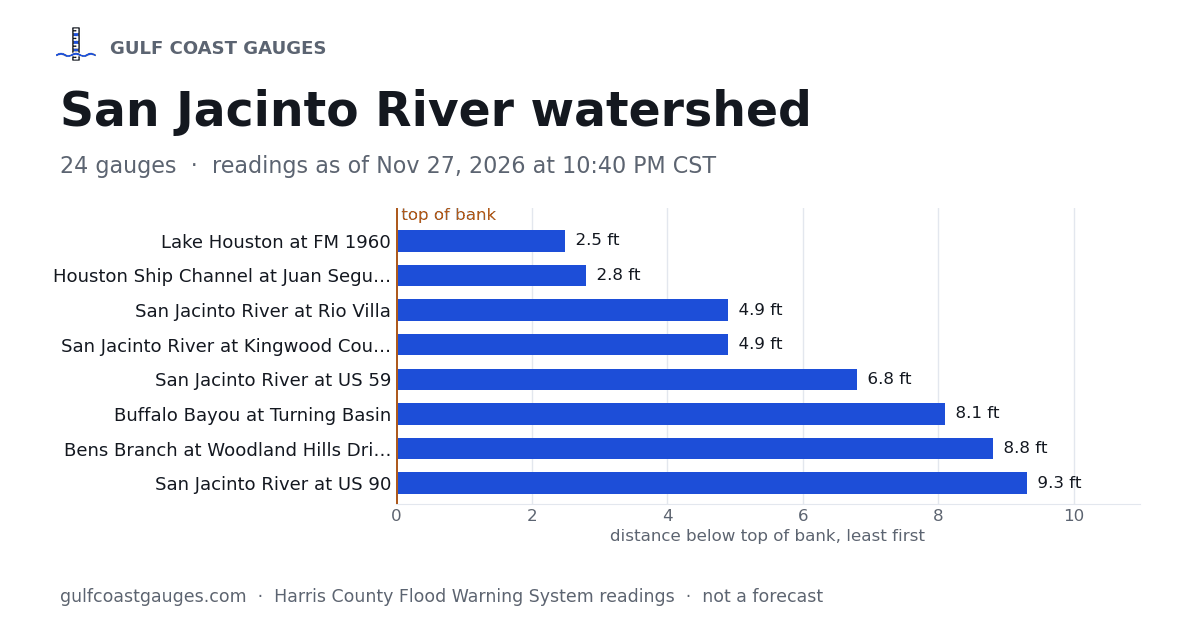 GULF COAST GAUGES
San Jacinto River watershed
24 gauges · readings as of Nov 27, 2026 at 10:40 PM CST
top of bank
Lake Houston at FM 1960 2.5 ft
Houston Ship Channel at Juan Segu… 2.8 ft
San Jacinto River at Rio Villa 4.9 ft
San Jacinto River at Kingwood Cou… 4.9 ft
San Jacinto River at US 59 6.8 ft
Buffalo Bayou at Turning Basin 8.1 ft
Bens Branch at Woodland Hills Dri… 8.8 ft
San Jacinto River at US 90 9.3 ft
0 2 4 6 8 10
distance below top of bank, least first
gulfcoastgauges.com · Harris County Flood Warning System readings · not a forecast